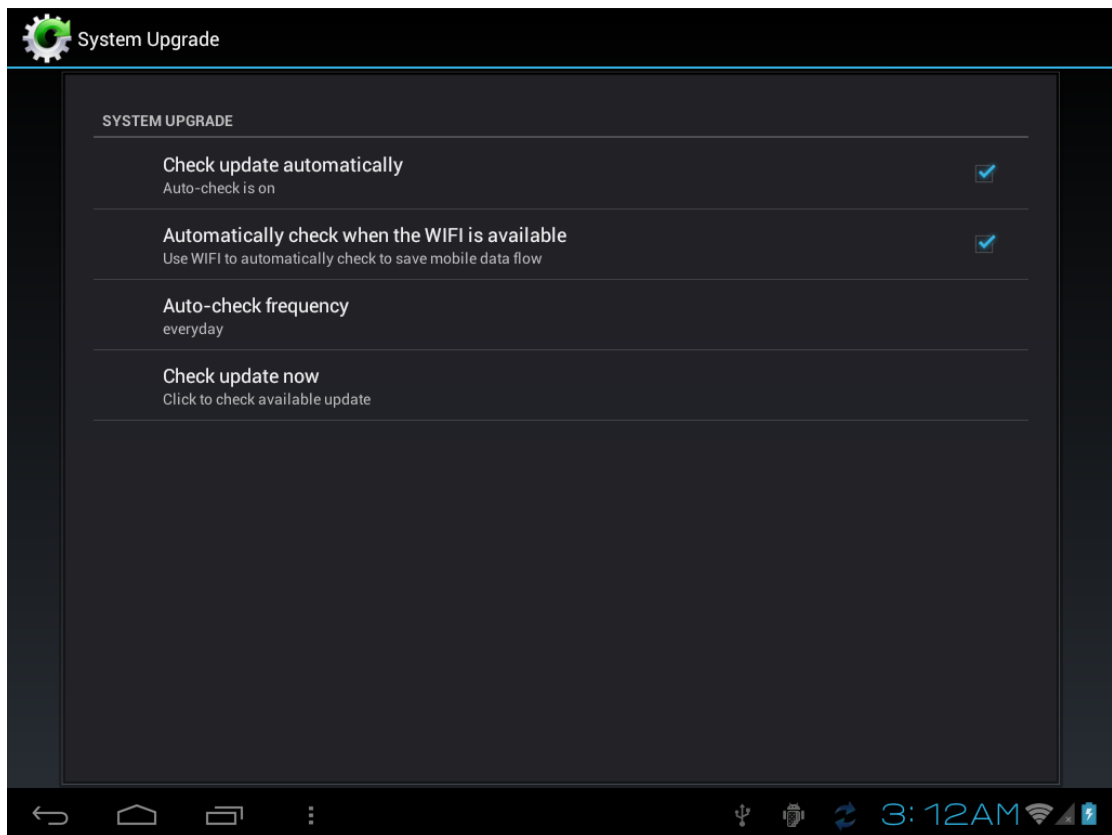 System Upgrade
SYSTEM UPGRADE
Check update automatically
Auto-check is on
Automatically check when the WIFI is available
Use WIFI to automatically check to save mobile data flow
Auto-check frequency
everyday
Check update now
Click to check available update
3:12AM